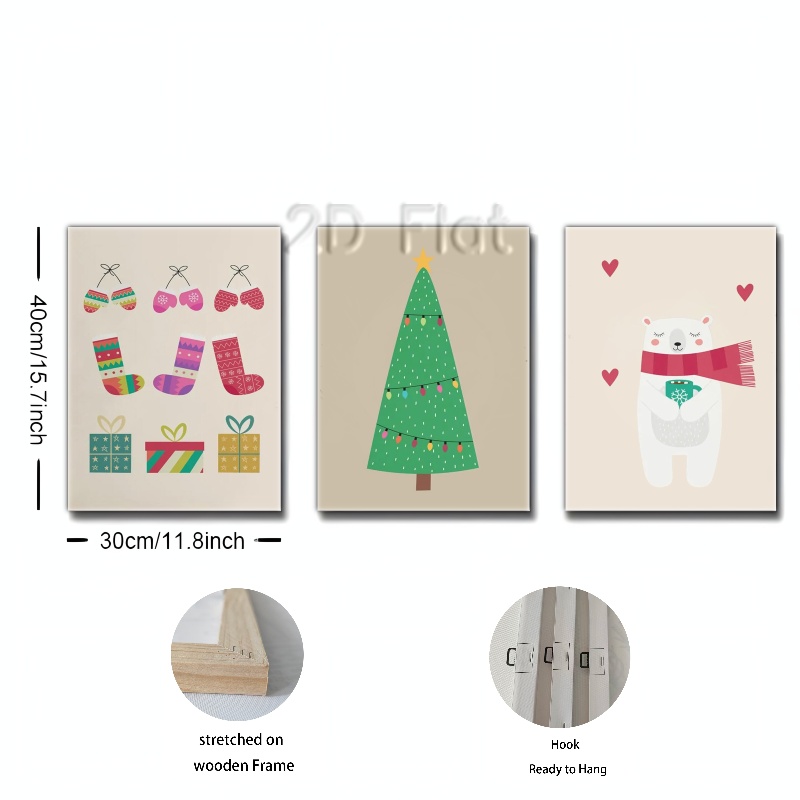 2D Flat
40cm/15.7inch
30cm/11.8inch
stretched on
wooden Frame
Hook
Ready to Hang